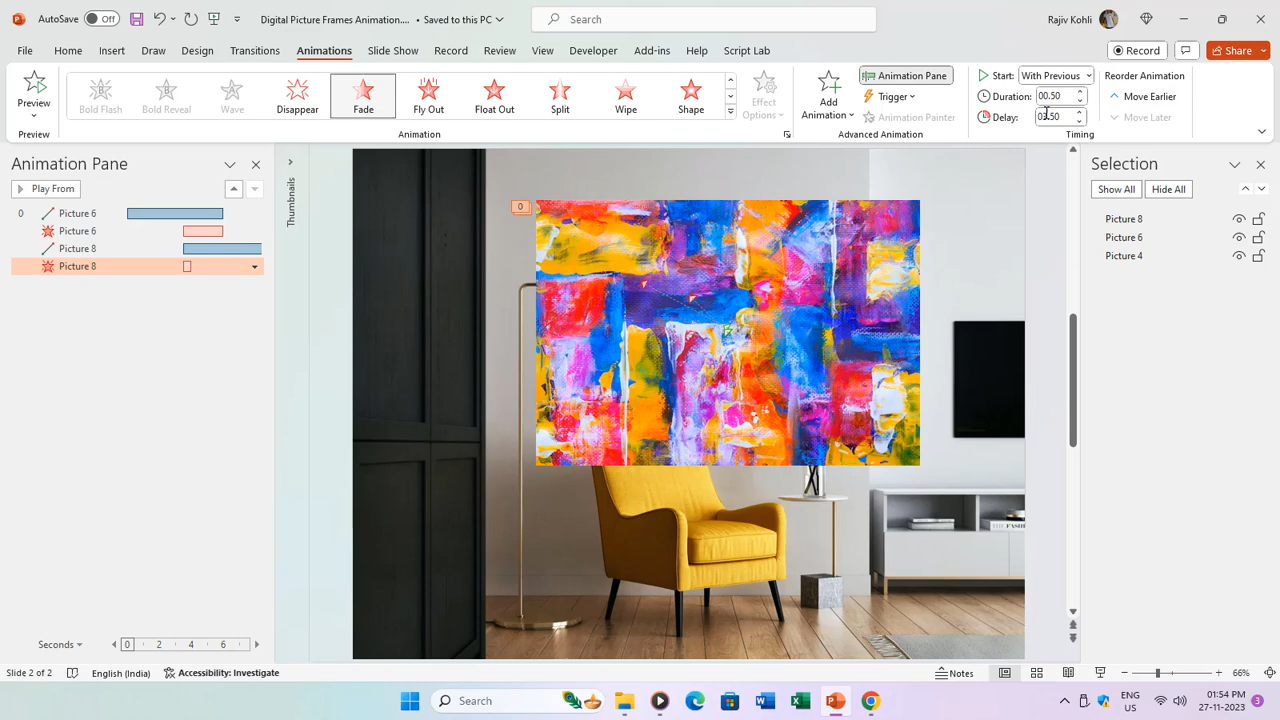 AutoSave Off Digital Picture Frames Animation.... • Saved to this PC Search Rajiv Kohli
File Home Insert Draw Design Transitions Animations Slide Show Record Review View Developer Add-ins Help Script Lab Record Share
Preview
Preview
Bold Flash Bold Reveal Wave Disappear Fade Fly Out Float Out Split Wipe Shape
Animation
Effect
Options
Add
Animation
Animation Pane
Trigger
Animation Painter
Advanced Animation
Start: With Previous
Duration: 00.50
Delay:
Timing
Reorder Animation
Move Earlier
Move Later
Animation Pane
Play From
0 Picture 6
Picture 6
Picture 8
Picture 8
Seconds 0 2 4 6
Thumbnails
0
THE FASH
Selection
Show All Hide All
Picture 8
Picture 6
Picture 4
Slide 2 of 2 English (India) Accessibility: Investigate Notes 66%
Search
ENG
US
01:54 PM
27-11-2023
3